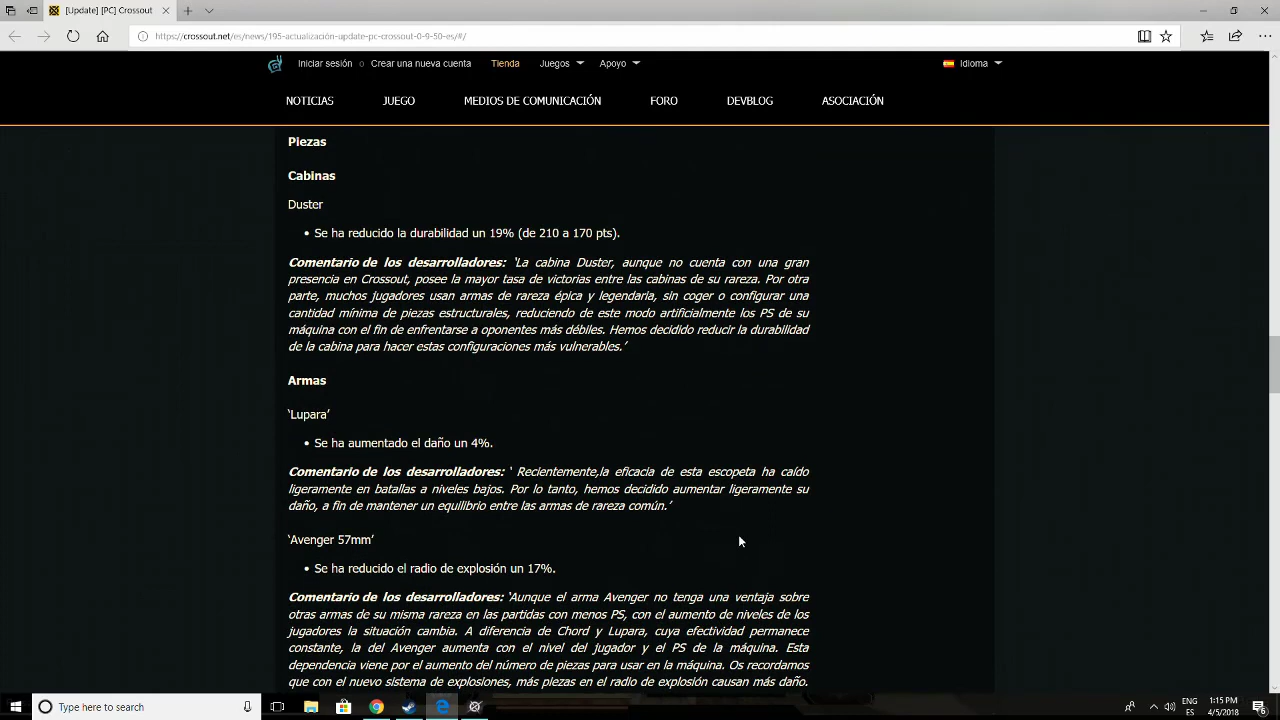 [Update] [PC] Crossout
https://crossout.net/es/news/195-actualización-update-pc-crossout-0-9-50-es/#/
Iniciar sesión o Crear una nueva cuenta Tienda Juegos Apoyo Idioma
NOTICIAS JUEGO MEDIOS DE COMUNICACIÓN FORO DEVBLOG ASOCIACIÓN
Piezas
Cabinas
Duster
• Se ha reducido la durabilidad un 19% (de 210 a 170 pts).
Comentario de los desarrolladores: ‘La cabina Duster, aunque no cuenta con una gran
presencia en Crossout, posee la mayor tasa de victorias entre las cabinas de su rareza. Por otra
parte, muchos jugadores usan armas de rareza épica y legendaria, sin coger o configurar una
cantidad mínima de piezas estructurales, reduciendo de este modo artificialmente los PS de su
máquina con el fin de enfrentarse a oponentes más débiles. Hemos decidido reducir la durabilidad
de la cabina para hacer estas configuraciones más vulnerables.’
Armas
‘Lupara’
• Se ha aumentado el daño un 4%.
Comentario de los desarrolladores: ‘ Recientemente,la eficacia de esta escopeta ha caído
ligeramente en batallas a niveles bajos. Por lo tanto, hemos decidido aumentar ligeramente su
daño, a fin de mantener un equilibrio entre las armas de rareza común.’
‘Avenger 57mm’
• Se ha reducido el radio de explosión un 17%.
Comentario de los desarrolladores: ‘Aunque el arma Avenger no tenga una ventaja sobre
otras armas de su misma rareza en las partidas con menos PS, con el aumento de niveles de los
jugadores la situación cambia. A diferencia de Chord y Lupara, cuya efectividad permanece
constante, la del Avenger aumenta con el nivel del jugador y el PS de la máquina. Esta
dependencia viene por el aumento del número de piezas para usar en la máquina. Os recordamos
que con el nuevo sistema de explosiones, más piezas en el radio de explosión causan más daño.
Type here to search
ENG
ES
1:15 PM
4/5/2018
6